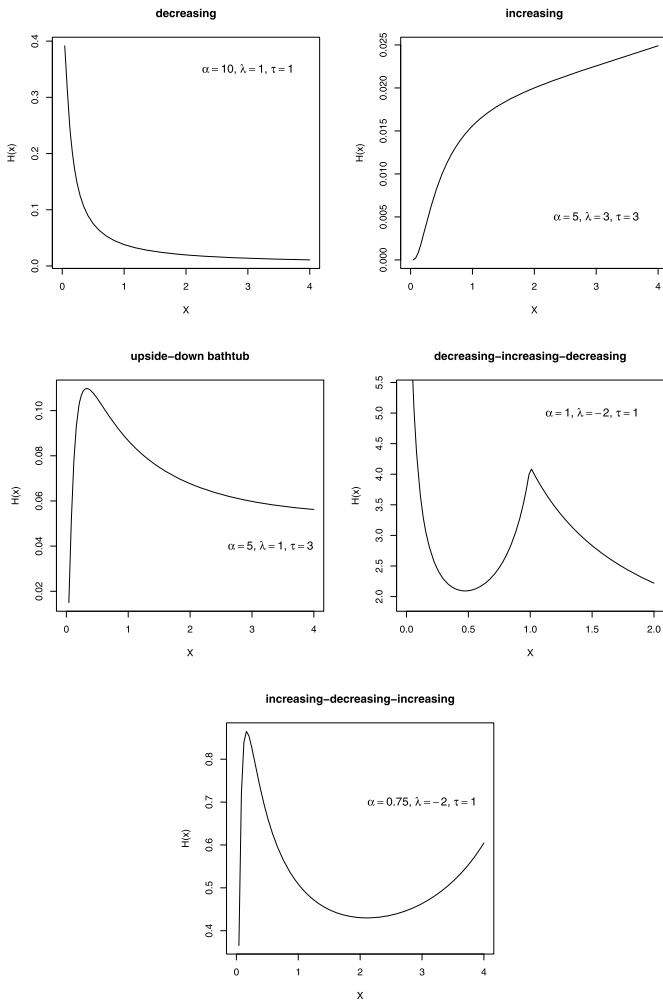 decreasing
H(x)
0.4
0.3
0.2
0.1
0.0
α = 10, λ = 1, τ = 1
0 1 2 3 4
X
increasing
H(x)
0.025
0.020
0.015
0.010
0.005
0.000
α = 5, λ = 3, τ = 3
0 1 2 3 4
X
upside−down bathtub
H(x)
0.10
0.08
0.06
0.04
0.02
α = 5, λ = 1, τ = 3
0 1 2 3 4
X
decreasing−increasing−decreasing
H(x)
5.5
5.0
4.5
4.0
3.5
3.0
2.5
2.0
α = 1, λ = −2, τ = 1
0.0 0.5 1.0 1.5 2.0
X
increasing−decreasing−increasing
H(x)
0.8
0.7
0.6
0.5
0.4
α = 0.75, λ = −2, τ = 1
0 1 2 3 4
X